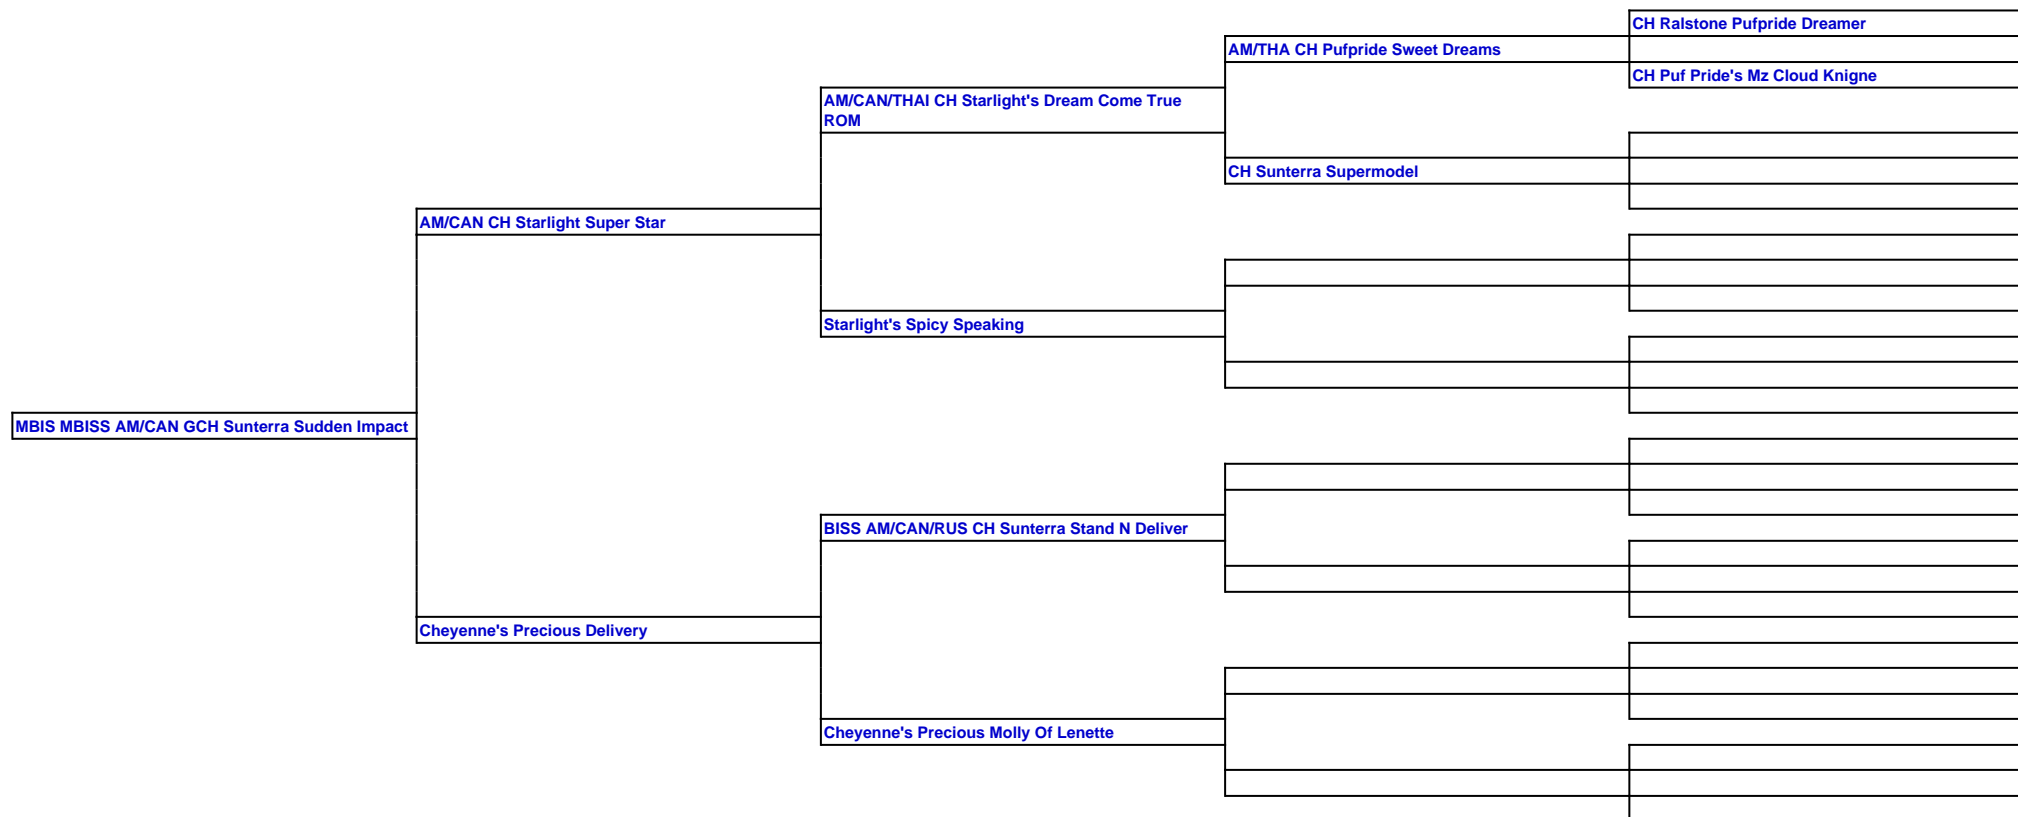 CH Ralstone Pufpride Dreamer
AM/THA CH Pufpride Sweet Dreams
CH Puf Pride's Mz Cloud Knigne
AM/CAN/THAI CH Starlight's Dream Come True
ROM
CH Sunterra Supermodel
AM/CAN CH Starlight Super Star
Starlight's Spicy Speaking
MBIS MBISS AM/CAN GCH Sunterra Sudden Impact
BISS AM/CAN/RUS CH Sunterra Stand N Deliver
Cheyenne's Precious Delivery
Cheyenne's Precious Molly Of Lenette